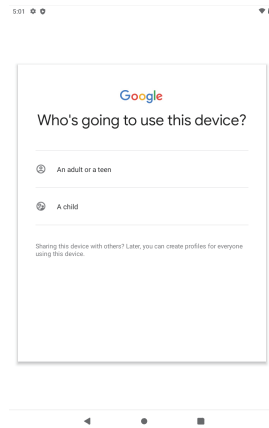 5:01
Google
Who's going to use this device?
An adult or a teen
A child
Sharing this device with others? Later, you can create profiles for everyone
using this device.